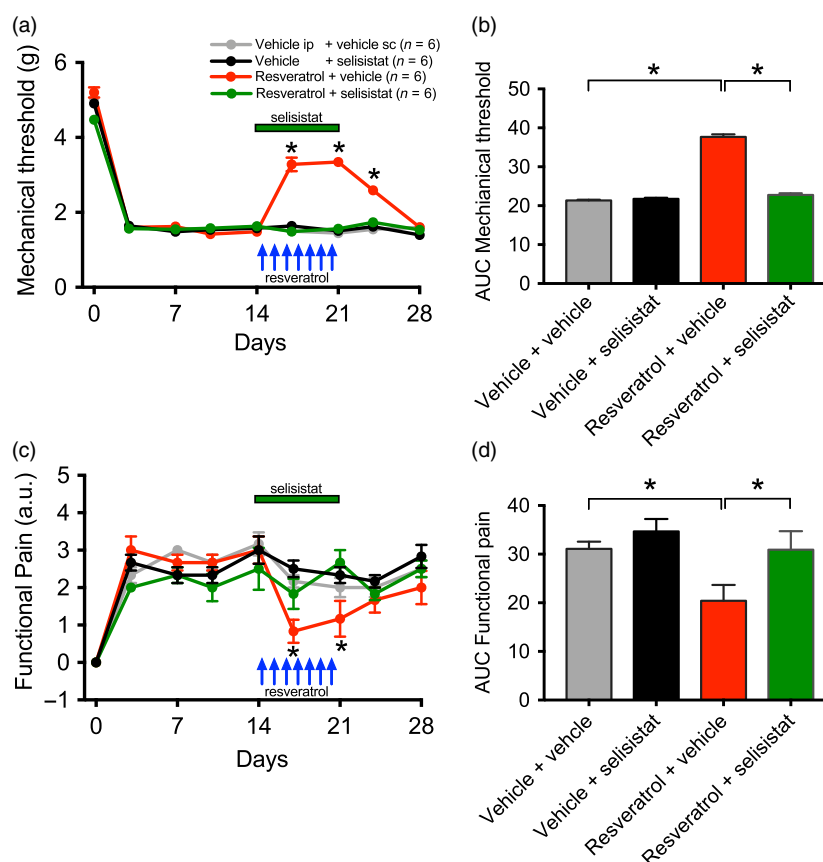 (a)
Mechanical threshold (g)
6
4
2
0
Vehicle ip + vehicle sc (n = 6)
Vehicle + selisistat (n = 6)
Resveratrol + vehicle (n = 6)
Resveratrol + selisistat (n = 6)
selisistat
* * *
resveratrol
0 7 14 21 28
Days
(b)
AUC Mechianical threshold
50
40
30
20
10
0
* *
Vehicle + vehicle
Vehicle + selisistat
Resveratrol + vehicle
Resveratrol + selisistat
(c)
Functional Pain (a.u.)
5
4
3
2
1
0
–1
selisistat
* *
resveratrol
0 7 14 21 28
Days
(d)
AUC Functional pain
40
30
20
10
0
* *
Vehicle + vehcle
Vehicle + selisistat
Resveratrol + vehicle
Resveratrol + selisistat